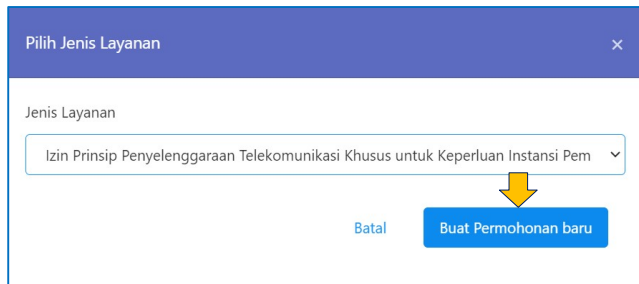 Pilih Jenis Layanan
Jenis Layanan
Izin Prinsip Penyelenggaraan Telekomunikasi Khusus untuk Keperluan Instansi Pem
Batal Buat Permohonan baru